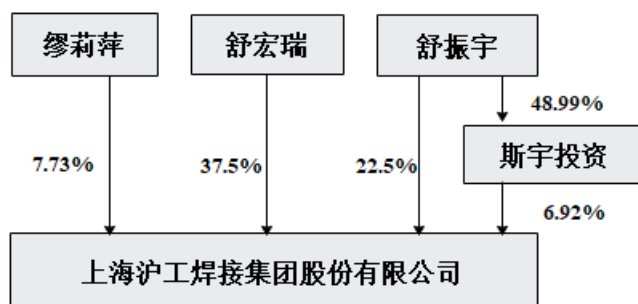 缪莉萍
舒宏瑞
舒振宇
48.99%
斯宇投资
7.73%
37.5%
22.5%
6.92%
上海沪工焊接集团股份有限公司